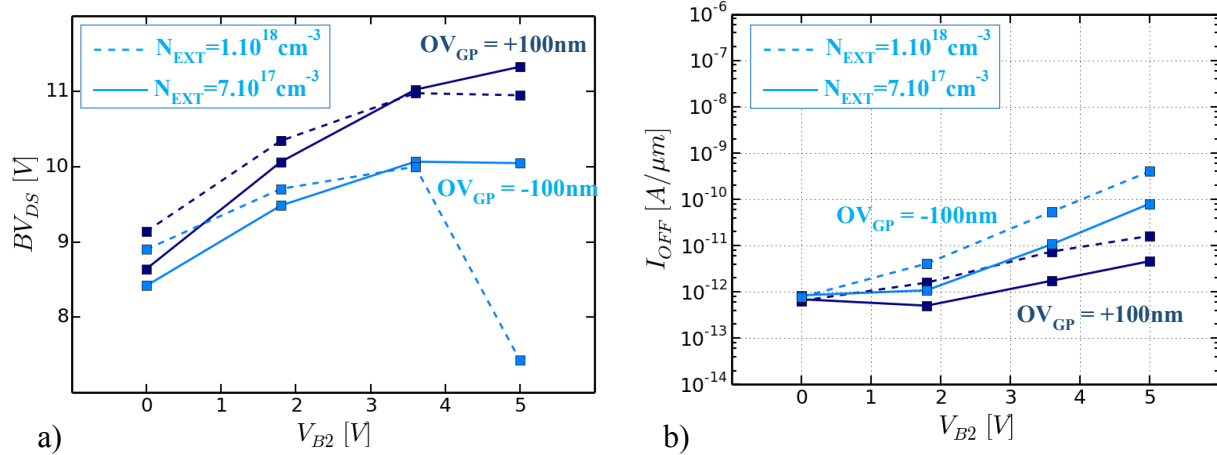 N_EXT=1.10^18cm^-3
N_EXT=7.10^17cm^-3
OV_GP = +100nm
OV_GP = -100nm
BV_DS [V]
11
10
9
8
0 1 2 3 4 5
V_B2 [V]
a)
N_EXT=1.10^18cm^-3
N_EXT=7.10^17cm^-3
OV_GP = -100nm
OV_GP = +100nm
I_OFF [A/μm]
10^-6
10^-7
10^-8
10^-9
10^-10
10^-11
10^-12
10^-13
10^-14
0 1 2 3 4 5
V_B2 [V]
b)